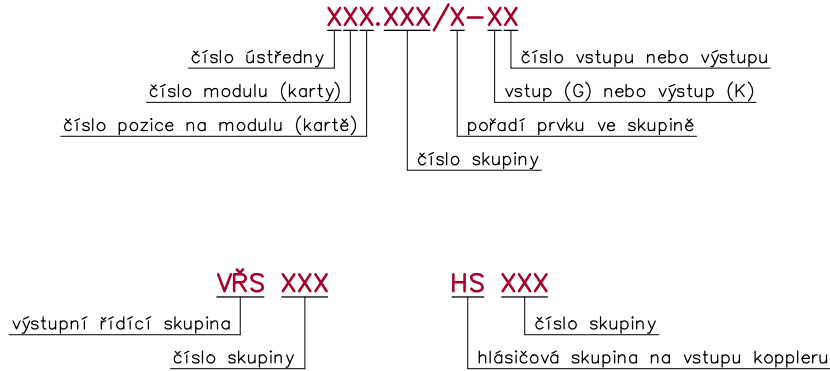 XXX.XXX/X-XX
číslo ústředny
číslo vstupu nebo výstupu
číslo modulu (karty)
vstup (G) nebo výstup (K)
číslo pozice na modulu (kartě)
pořadí prvku ve skupině
číslo skupiny
VŘS XXX
HS XXX
výstupní řídící skupina
číslo skupiny
číslo skupiny
hlásičová skupina na vstupu koppleru